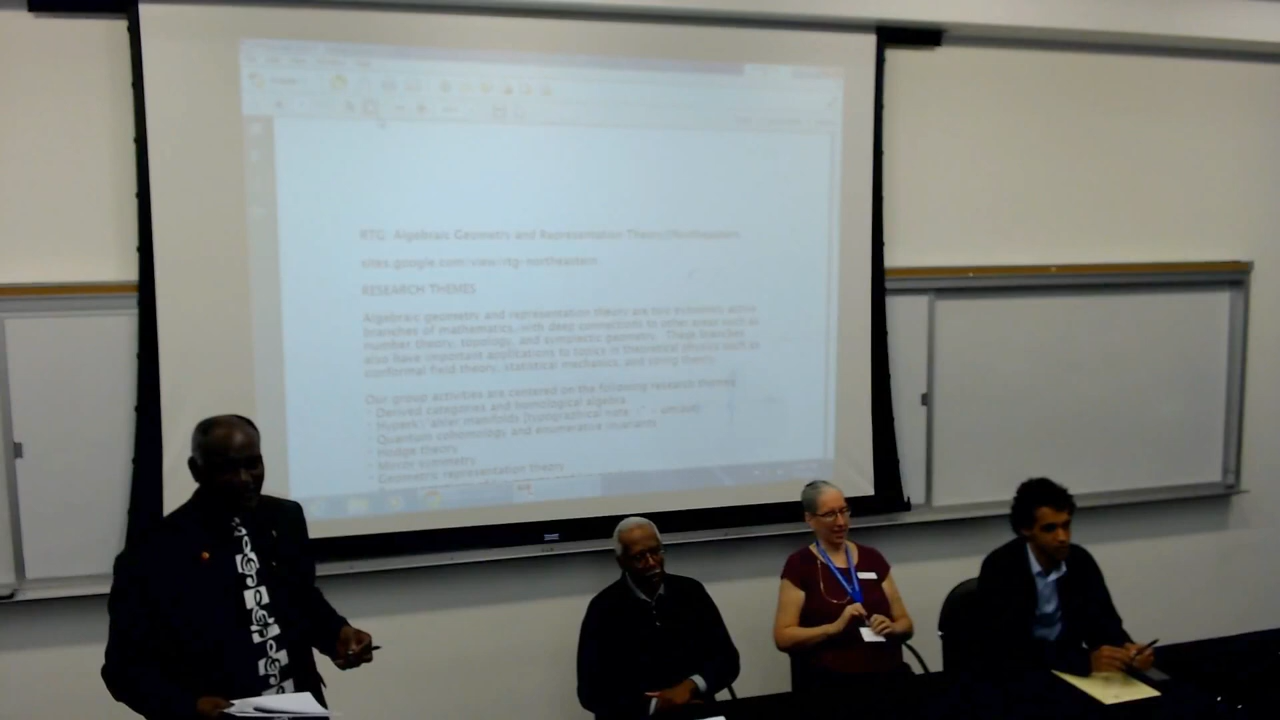 RTG: Algebraic Geometry and Representation Theory@Northeastern
sites.google.com/view/rtg-northeastern
RESEARCH THEMES
Algebraic geometry and representation theory are two extremely active
branches of mathematics, with deep connections to other areas such as
number theory, topology, and symplectic geometry. These branches
also have important applications to topics in theoretical physics such as
conformal field theory, statistical mechanics, and string theory.
Our group activities are centered on the following research themes
- Derived categories and homological algebra
- manifolds [typographical note = umlaut]
- Quantum cohomology and enumerative invariants
- Hodge theory
- Mirror symmetry
- Geometric representation theory